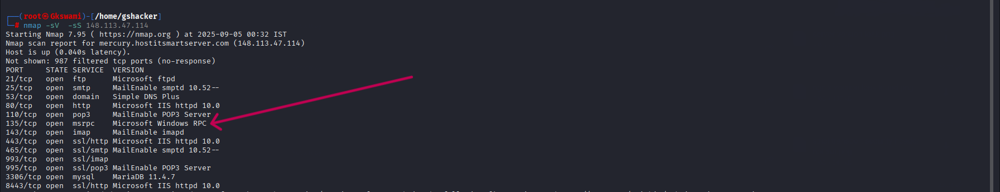 ┌──(root㉿Gkswami)-[/home/gshacker]
└─# nmap -sV  -sS 148.113.47.114
Starting Nmap 7.95 ( https://nmap.org ) at 2025-09-05 00:32 IST
Nmap scan report for mercury.hostitsmartserver.com (148.113.47.114)
Host is up (0.040s latency).
Not shown: 987 filtered tcp ports (no-response)
PORT     STATE SERVICE  VERSION
21/tcp   open  ftp      Microsoft ftpd
25/tcp   open  smtp     MailEnable smptd 10.52--
53/tcp   open  domain   Simple DNS Plus
80/tcp   open  http     Microsoft IIS httpd 10.0
110/tcp  open  pop3     MailEnable POP3 Server
135/tcp  open  msrpc    Microsoft Windows RPC
143/tcp  open  imap     MailEnable imapd
443/tcp  open  ssl/http Microsoft IIS httpd 10.0
465/tcp  open  ssl/smtp MailEnable smptd 10.52--
993/tcp  open  ssl/imap
995/tcp  open  ssl/pop3 MailEnable POP3 Server
3306/tcp open  mysql    MariaDB 11.4.7
8443/tcp open  ssl/http Microsoft IIS httpd 10.0